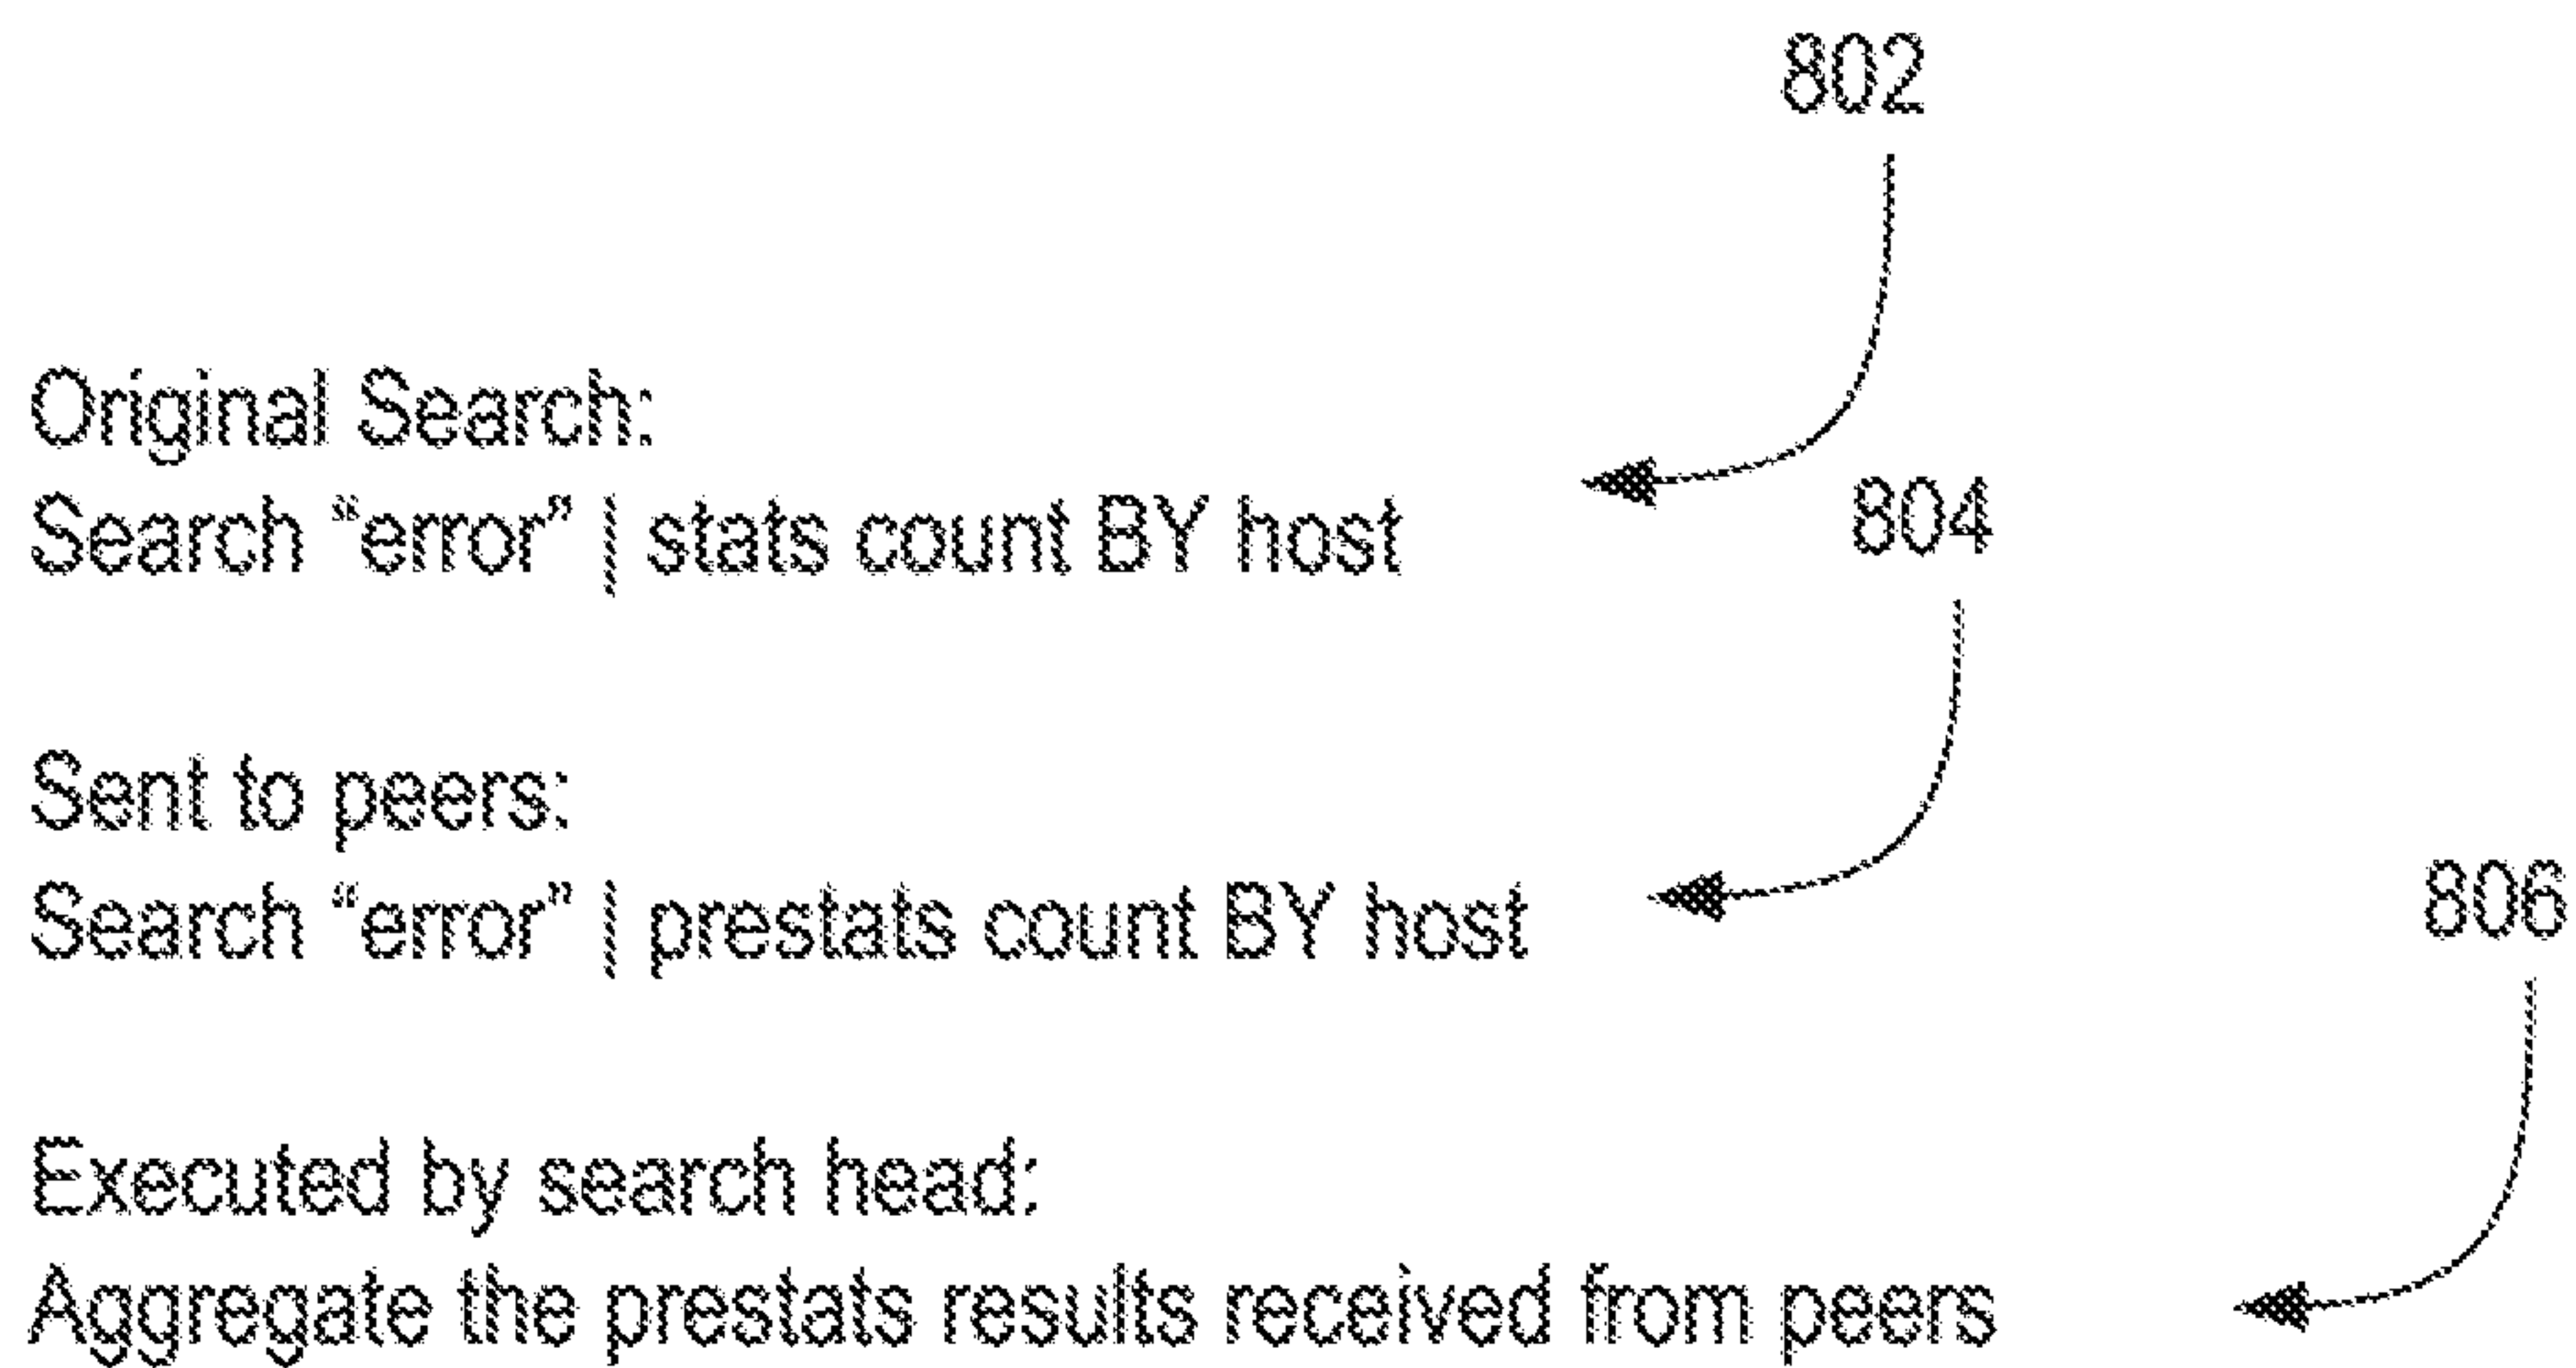 802
Original Search:
Search “error” | stats count BY host
804
Sent to peers:
Search “error” | prestats count BY host
806
Executed by search head:
Aggregate the prestats results received from peers